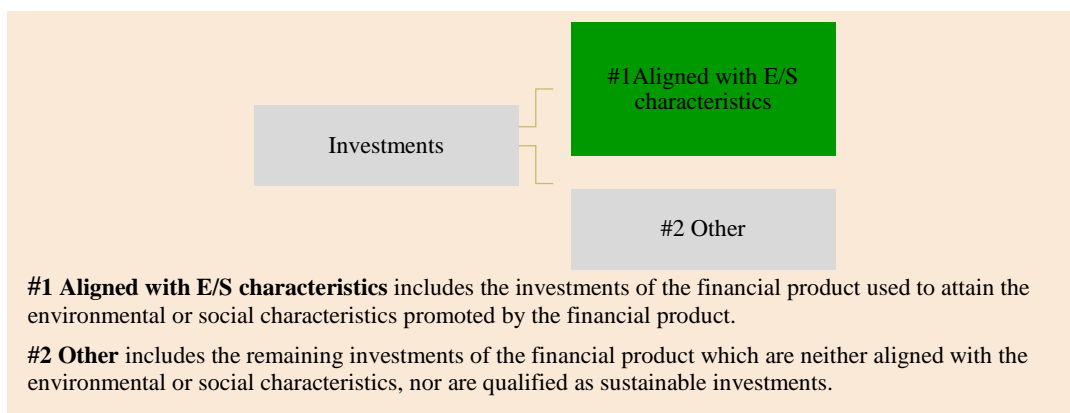 #1Aligned with E/S
characteristics
Investments
#2 Other
#1 Aligned with E/S characteristics includes the investments of the financial product used to attain the
environmental or social characteristics promoted by the financial product.
#2 Other includes the remaining investments of the financial product which are neither aligned with the
environmental or social characteristics, nor are qualified as sustainable investments.